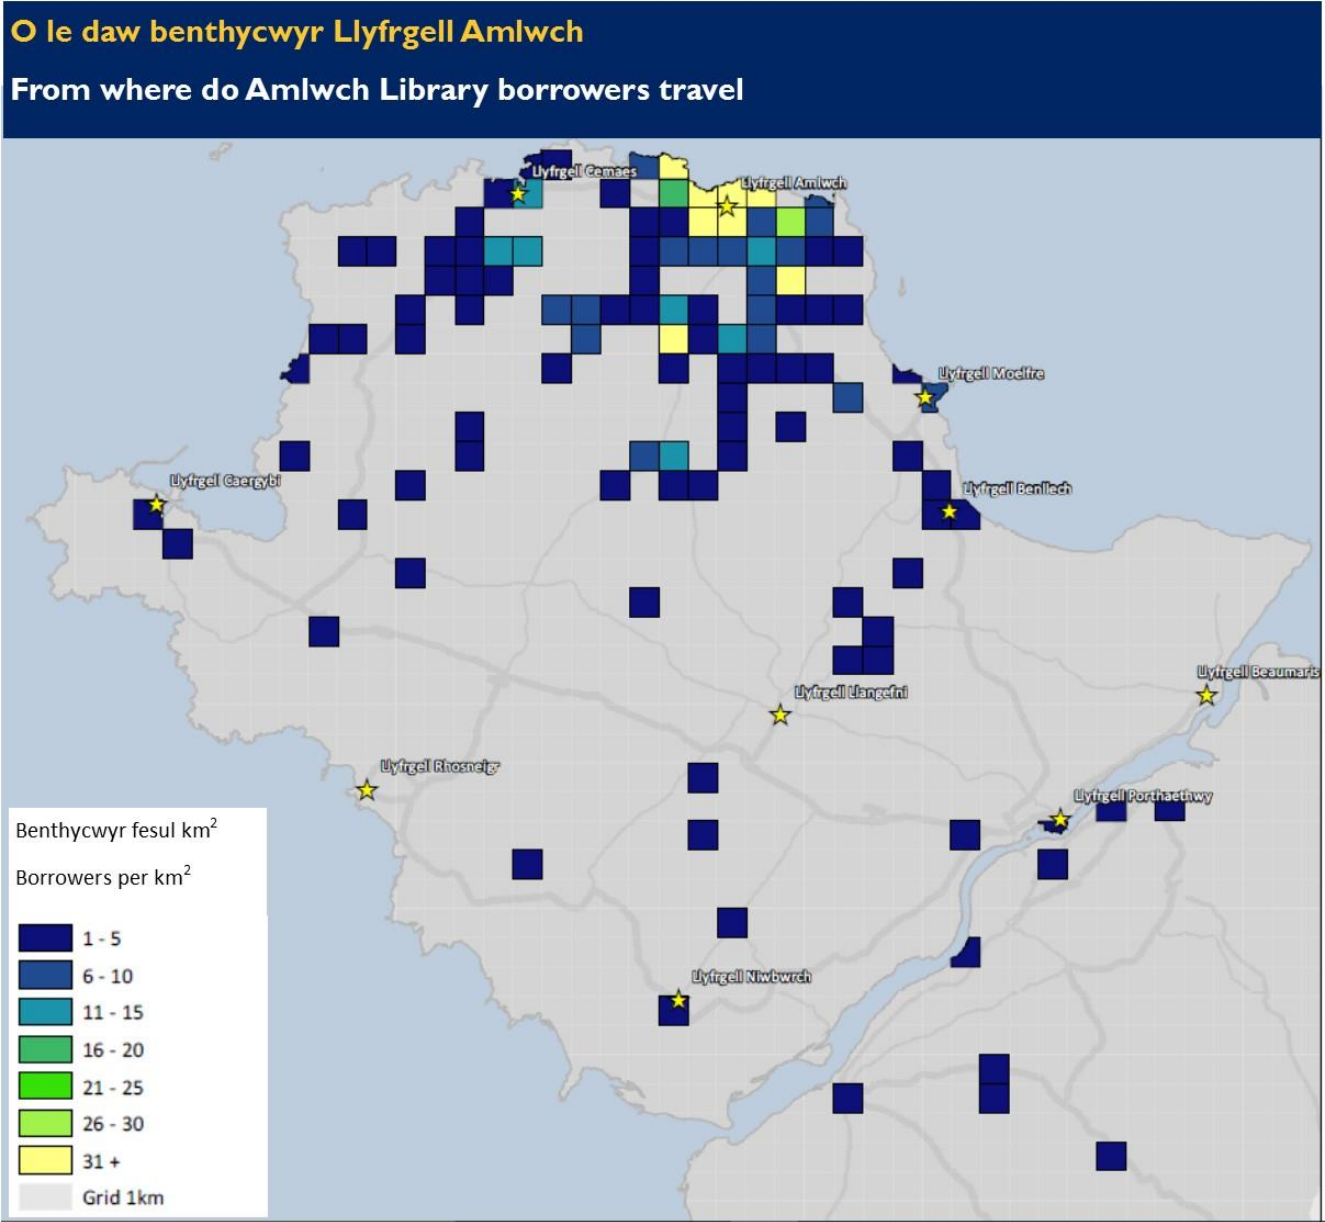 O le daw benthycwyr Llyfrgell Amlwch
From where do Amlwch Library borrowers travel
Llyfrgell Cemaes
Llyfrgell Amlwch
Llyfrgell Moelfre
Llyfrgell Caergybi
Llyfrgell Benllech
Llyfrgell Beaumaris
Llyfrgell Llangefni
Llyfrgell Rhosneigr
Llyfrgell Porthaethwy
Llyfrgell Niwbwrch
Benthycwyr fesul km²
Borrowers per km²
1 - 5
6 - 10
11 - 15
16 - 20
21 - 25
26 - 30
31 +
Grid 1km